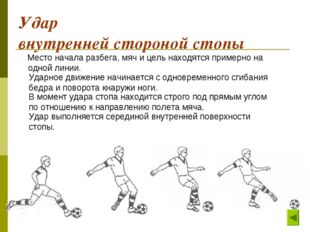 Удар
внутренней стороной стопы
Место начала разбега, мяч и цель находятся примерно на
одной линии.
Ударное движение начинается с одновременного сгибания
бедра и поворота кнаружи ноги.
В момент удара стопа находится строго под прямым углом
по отношению к направлению полета мяча.
Удар выполняется серединой внутренней поверхности
стопы.